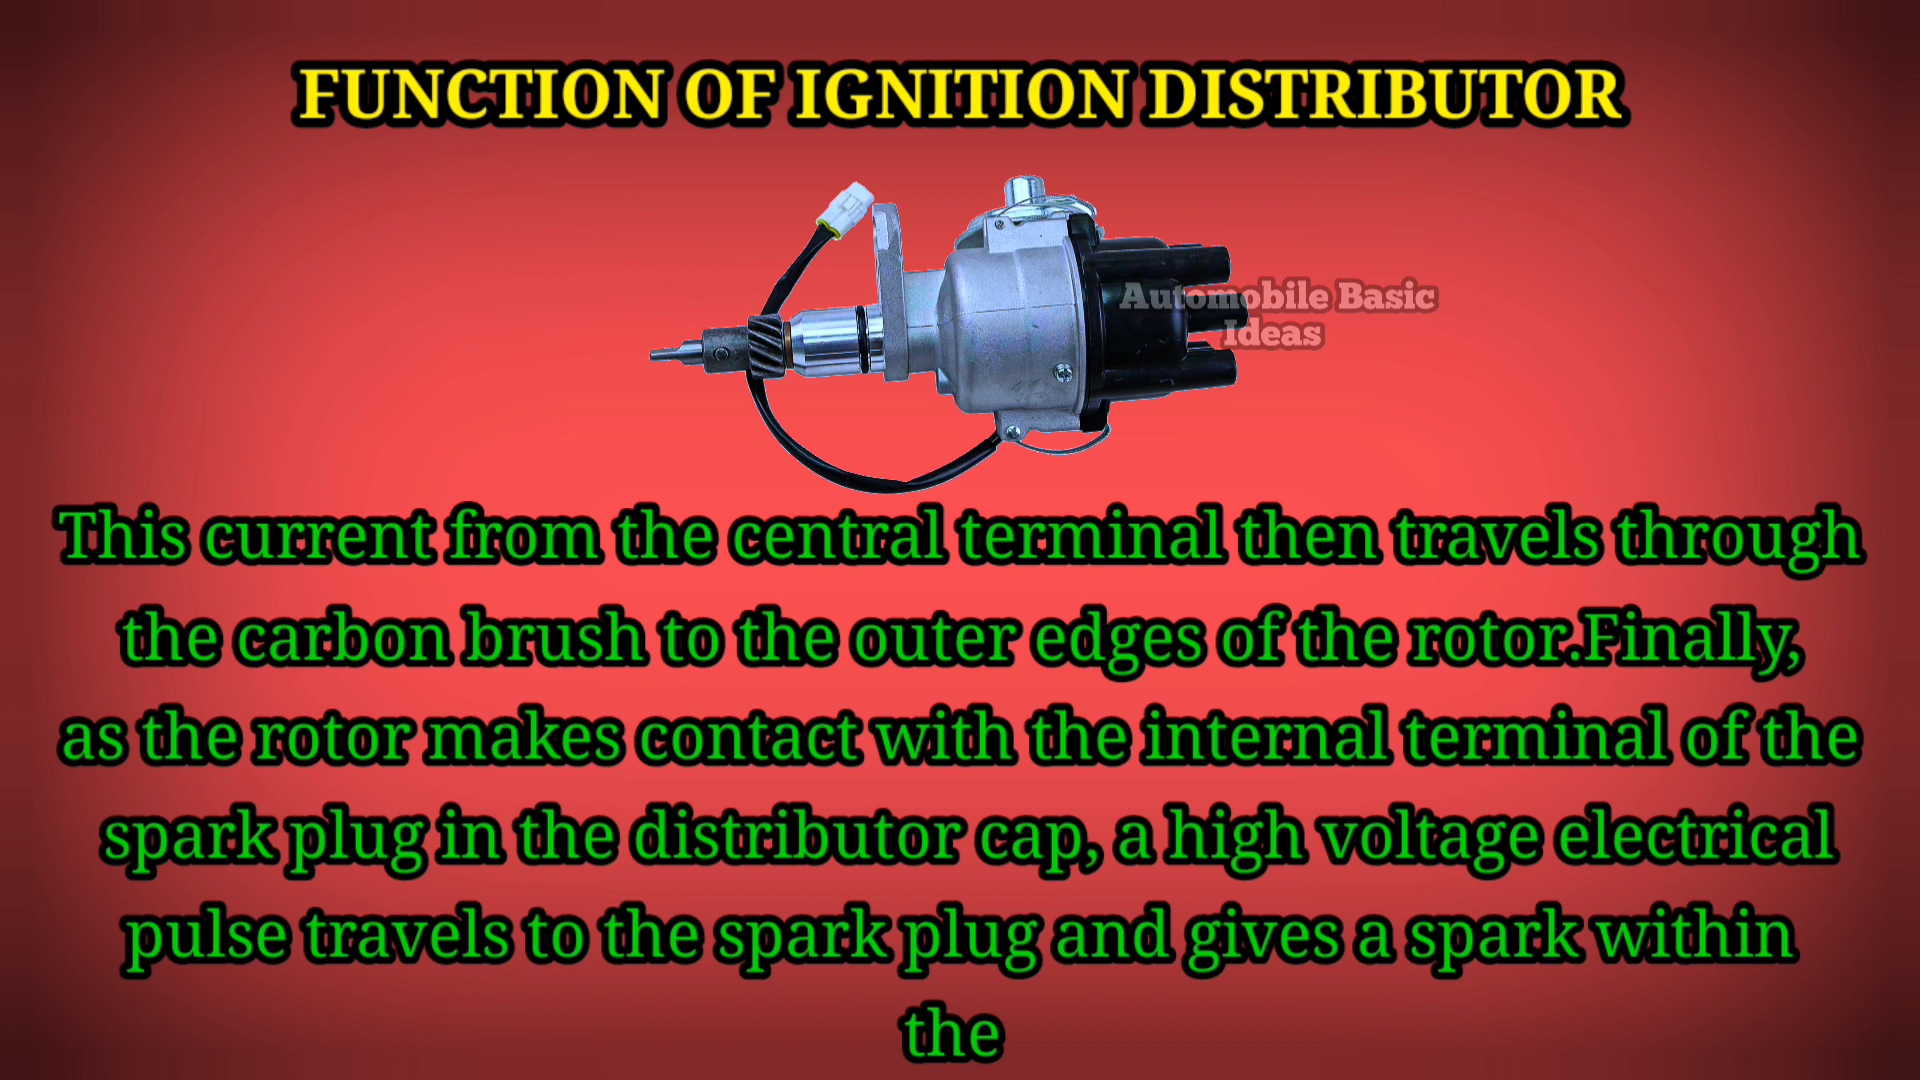 FUNCTION OF IGNITION DISTRIBUTOR
Automobile Basic
Ideas
This current from the central terminal then travels through
the carbon brush to the outer edges of the rotor.Finally,
as the rotor makes contact with the internal terminal of the
spark plug in the distributor cap, a high voltage electrical
pulse travels to the spark plug and gives a spark within
the